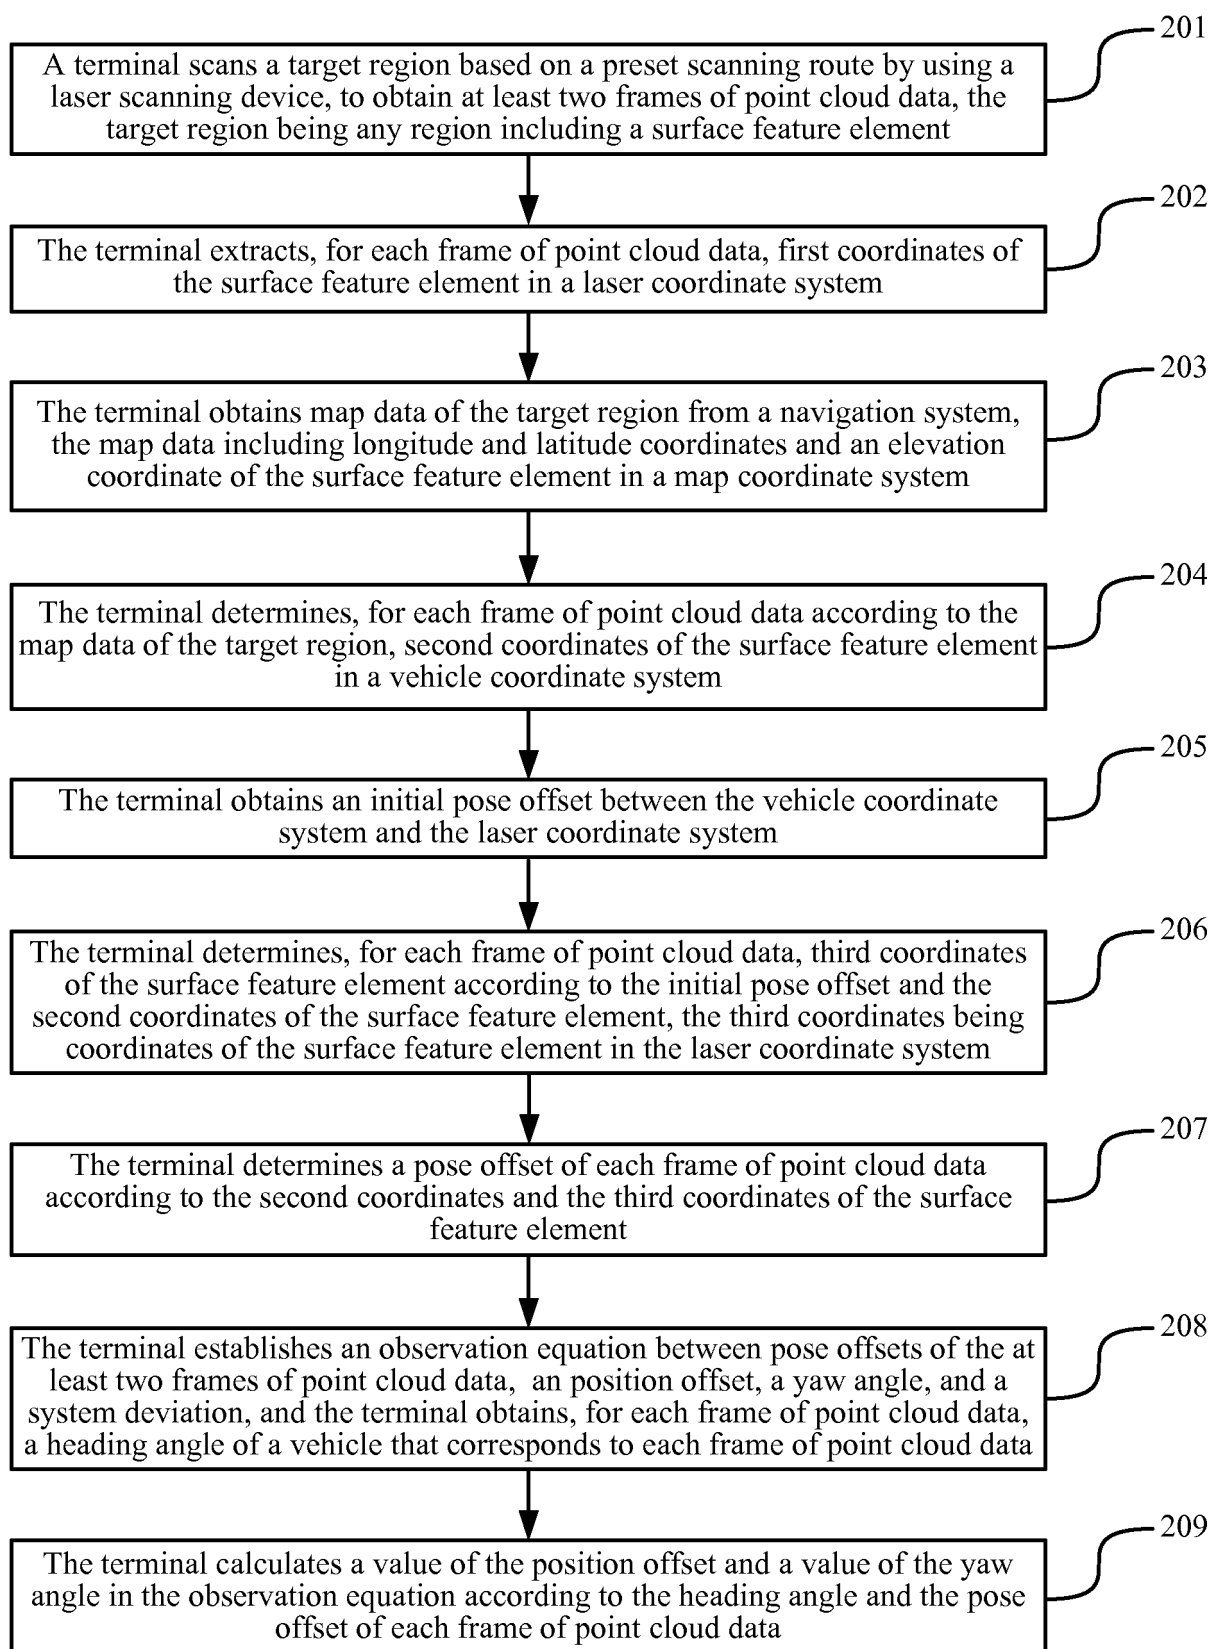 201
A terminal scans a target region based on a preset scanning route by using a
laser scanning device, to obtain at least two frames of point cloud data, the
target region being any region including a surface feature element
202
The terminal extracts, for each frame of point cloud data, first coordinates of
the surface feature element in a laser coordinate system
203
The terminal obtains map data of the target region from a navigation system,
the map data including longitude and latitude coordinates and an elevation
coordinate of the surface feature element in a map coordinate system
204
The terminal determines, for each frame of point cloud data according to the
map data of the target region, second coordinates of the surface feature element
in a vehicle coordinate system
205
The terminal obtains an initial pose offset between the vehicle coordinate
system and the laser coordinate system
206
The terminal determines, for each frame of point cloud data, third coordinates
of the surface feature element according to the initial pose offset and the
second coordinates of the surface feature element, the third coordinates being
coordinates of the surface feature element in the laser coordinate system
207
The terminal determines a pose offset of each frame of point cloud data
according to the second coordinates and the third coordinates of the surface
feature element
208
The terminal establishes an observation equation between pose offsets of the at
least two frames of point cloud data, an position offset, a yaw angle, and a
system deviation, and the terminal obtains, for each frame of point cloud data,
a heading angle of a vehicle that corresponds to each frame of point cloud data
209
The terminal calculates a value of the position offset and a value of the yaw
angle in the observation equation according to the heading angle and the pose
offset of each frame of point cloud data